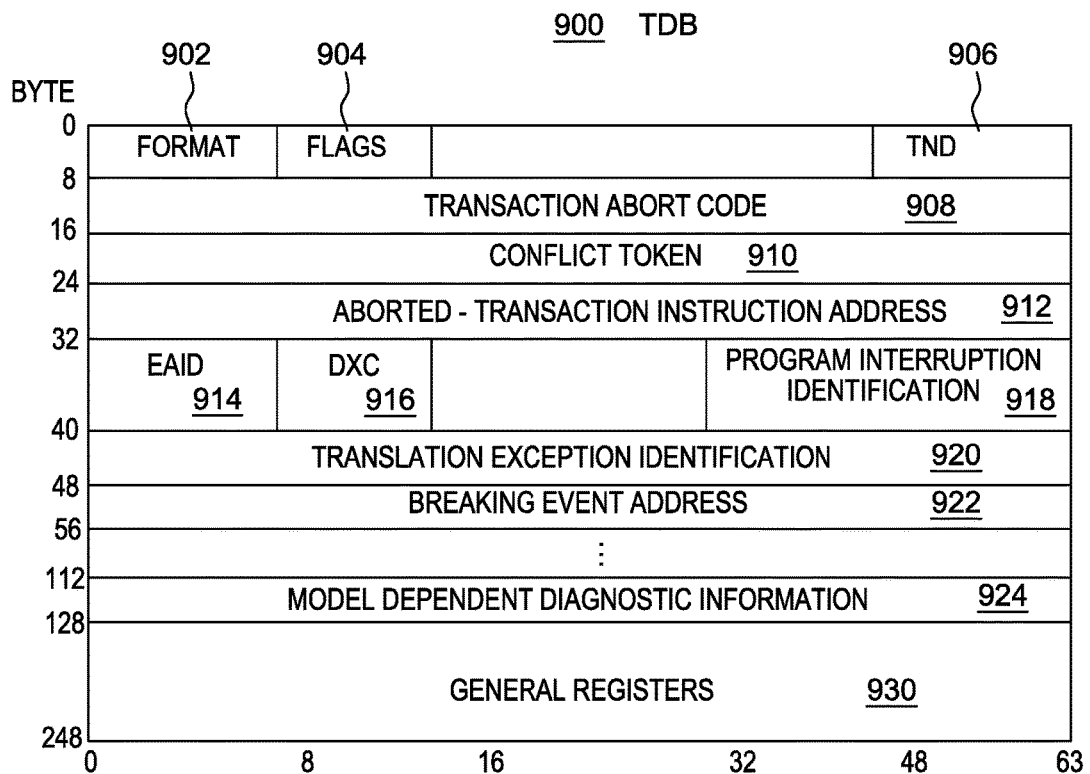 900 TDB
902 904 906
BYTE
0
FORMAT FLAGS TND
8
TRANSACTION ABORT CODE 908
16
CONFLICT TOKEN 910
24
ABORTED - TRANSACTION INSTRUCTION ADDRESS 912
32
EAID DXC PROGRAM INTERRUPTION
914 916 IDENTIFICATION 918
40
TRANSLATION EXCEPTION IDENTIFICATION 920
48
BREAKING EVENT ADDRESS 922
56
⋮
112
MODEL DEPENDENT DIAGNOSTIC INFORMATION 924
128
GENERAL REGISTERS 930
248
0 8 16 32 48 63